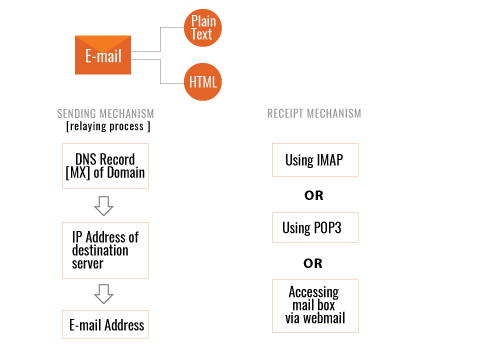 Plain
Text
E-mail
HTML
SENDING MECHANISM
[relaying process ]
DNS Record
[MX] of Domain
IP Address of
destination
server
E-mail Address
RECEIPT MECHANISM
Using IMAP
OR
Using POP3
OR
Accessing
mail box
via webmail